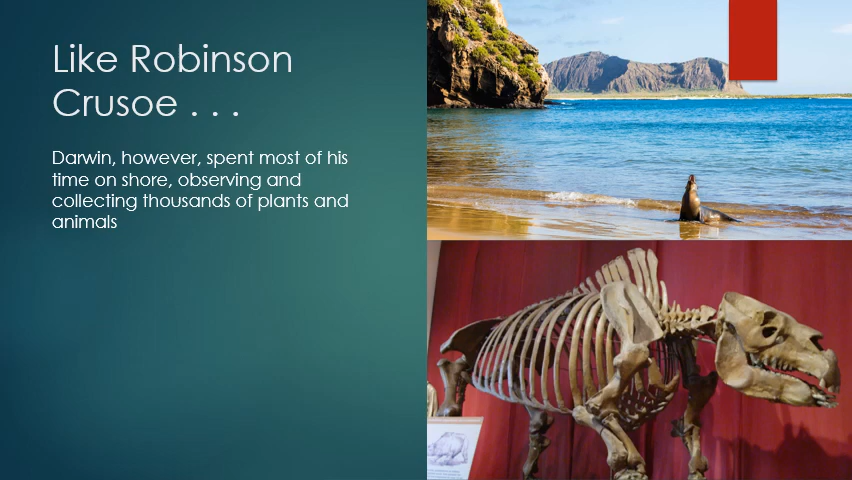 Like Robinson
Crusoe . . .
Darwin, however, spent most of his
time on shore, observing and
collecting thousands of plants and
animals